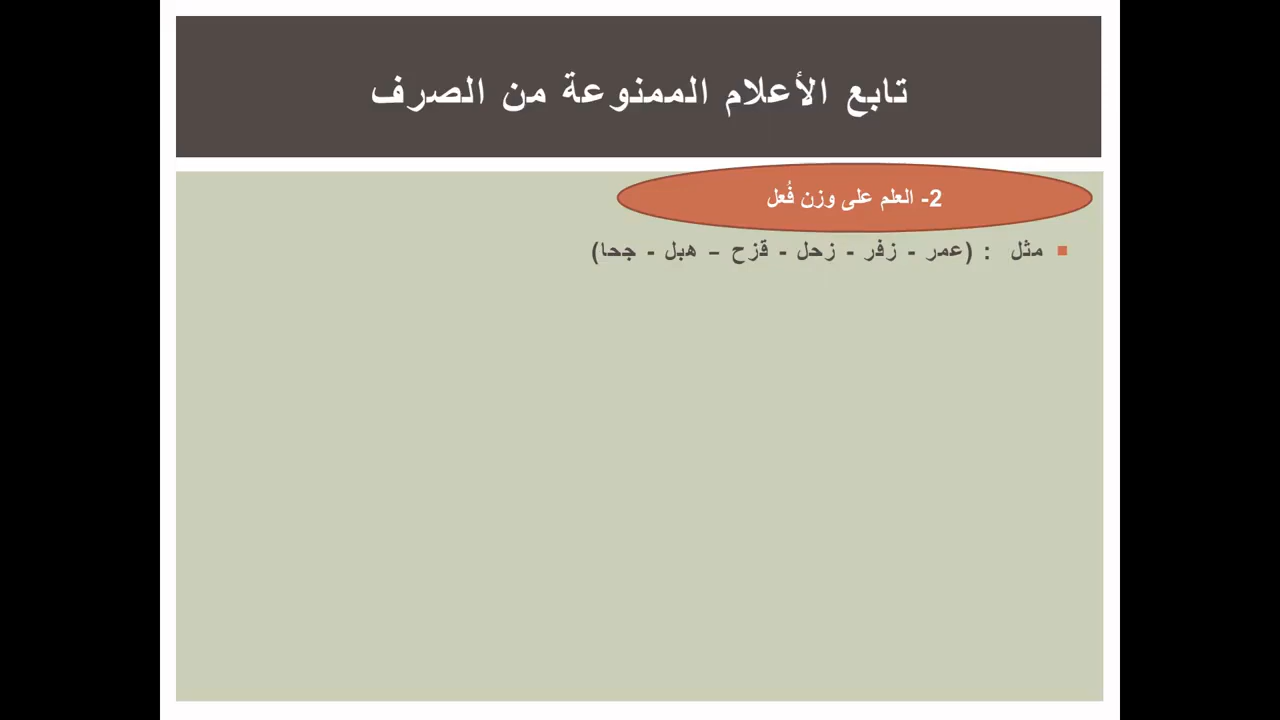 تابع الأعلام الممنوعة من الصرف
2- العلم على وزن فُعل
مثل : (عمر - زفر - زحل - قزح – هبل - جحا)